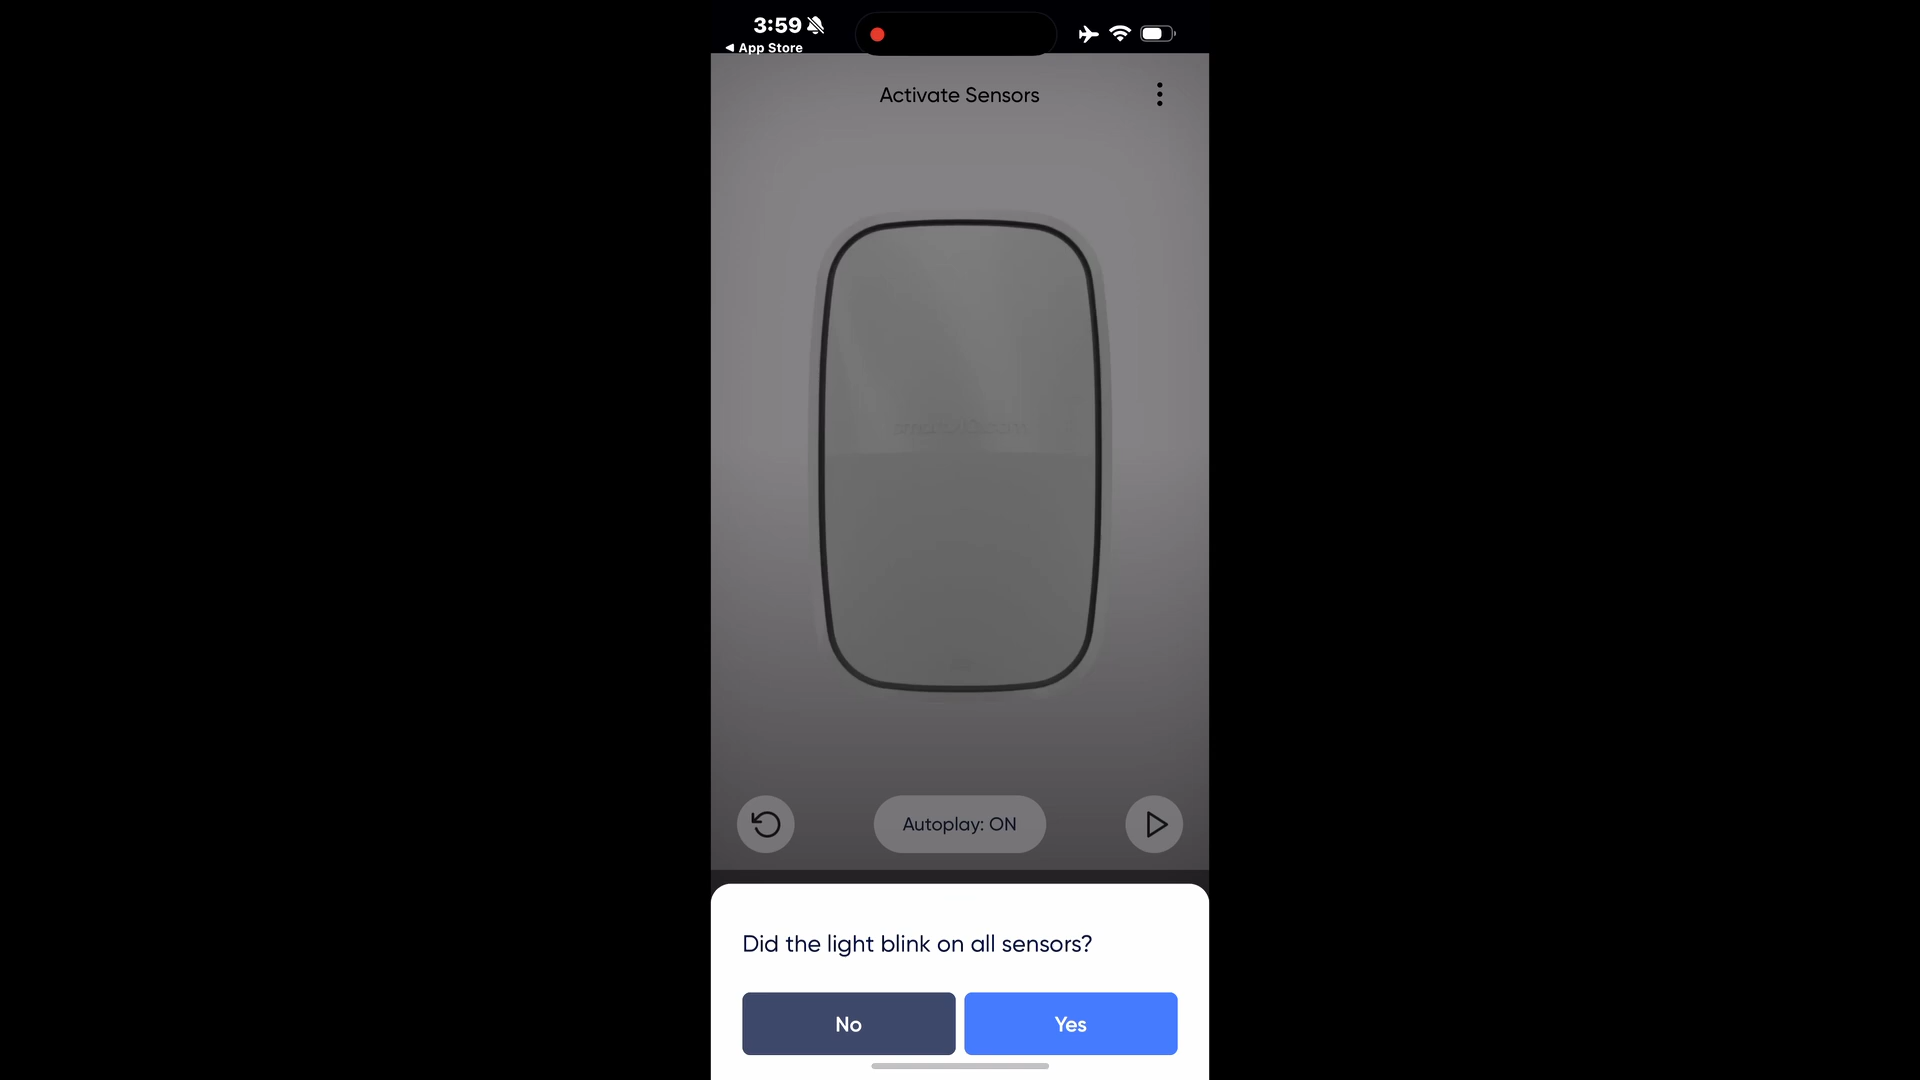 3:59
App Store
Activate Sensors
Autoplay: ON
Did the light blink on all sensors?
No
Yes